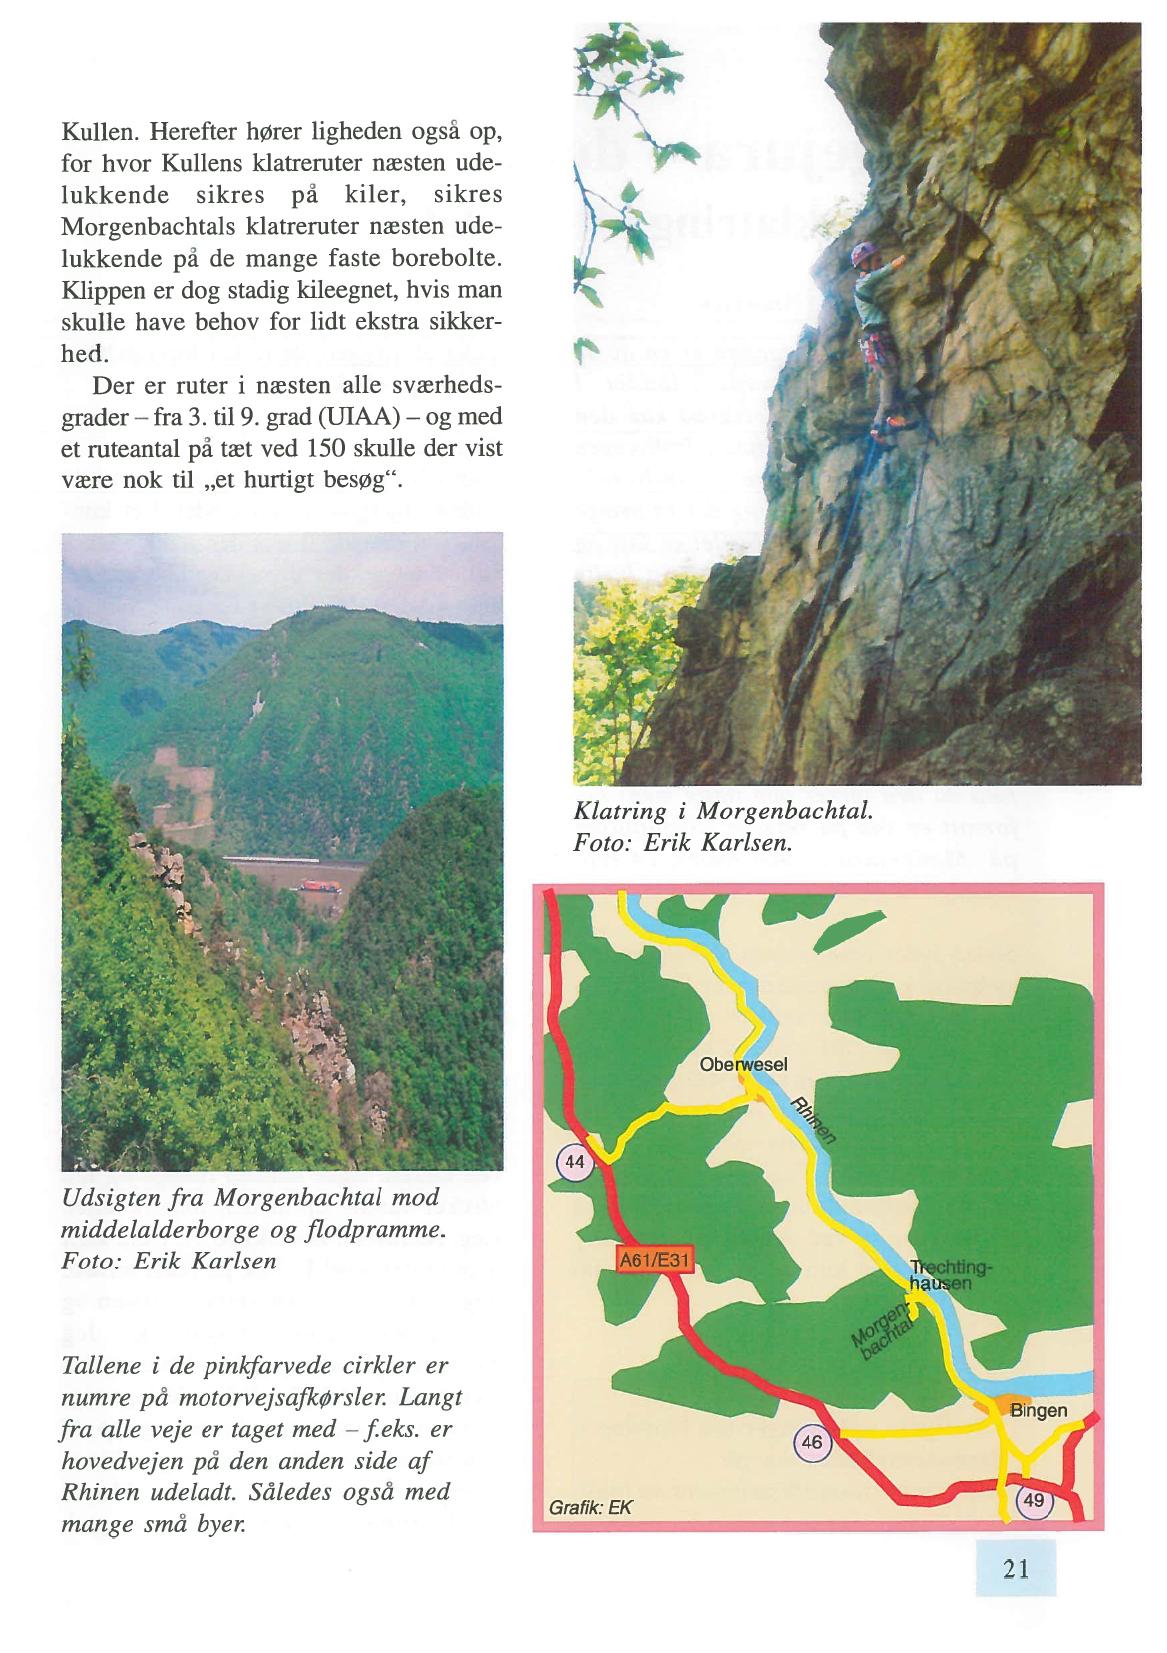 Kullen. Herefter hører ligheden også op,
for hvor Kullens klatreruter næsten ude-
lukkende sikres på kiler, sikres
Morgenbachtals klatreruter næsten ude-
lukkende på de mange faste borebolte.
Klippen er dog stadig kileegnet, hvis man
skulle have behov for lidt ekstra sikker-
hed.
Der er ruter i næsten alle sværheds-
grader – fra 3. til 9. grad (UIAA) – og med
et ruteantal på tæt ved 150 skulle der vist
være nok til „et hurtigt besøg“.
Udsigten fra Morgenbachtal mod
middelalderborge og flodpramme.
Foto: Erik Karlsen
Tallene i de pinkfarvede cirkler er
numre på motorvejsafkørsler. Langt
fra alle veje er taget med – f.eks. er
hovedvejen på den anden side af
Rhinen udeladt. Således også med
mange små byer.
Klatring i Morgenbachtal.
Foto: Erik Karlsen.
Oberwesel
Rhinen
44
A61/E31
Trechting-
hausen
Morgen-
bachtal
Bingen
46
49
Grafik: EK
21